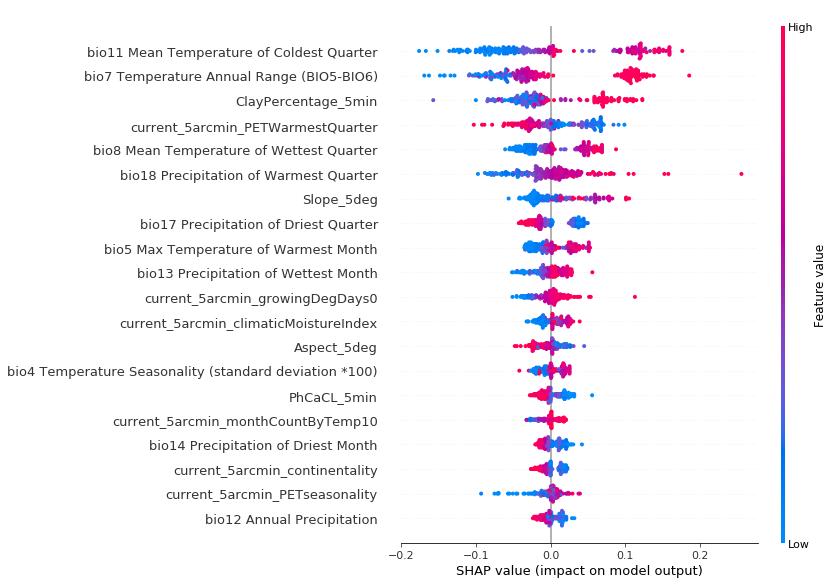 High
bio11 Mean Temperature of Coldest Quarter
bio7 Temperature Annual Range (BIO5-BIO6)
ClayPercentage_5min
current_5arcmin_PETWarmestQuarter
bio8 Mean Temperature of Wettest Quarter
bio18 Precipitation of Warmest Quarter
Slope_5deg
bio17 Precipitation of Driest Quarter
bio5 Max Temperature of Warmest Month
bio13 Precipitation of Wettest Month
current_5arcmin_growingDegDays0
current_5arcmin_climaticMoistureIndex
Aspect_5deg
bio4 Temperature Seasonality (standard deviation *100)
PhCaCL_5min
current_5arcmin_monthCountByTemp10
bio14 Precipitation of Driest Month
current_5arcmin_continentality
current_5arcmin_PETseasonality
bio12 Annual Precipitation
Feature value
Low
−0.2 −0.1 0.0 0.1 0.2
SHAP value (impact on model output)